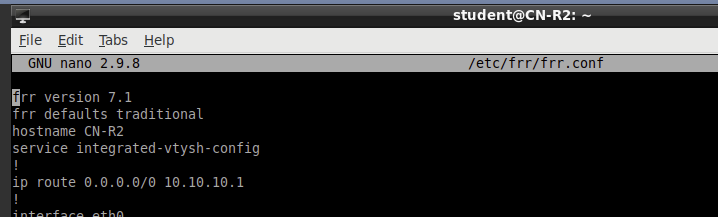 student@CN-R2: ~
File Edit Tabs Help
GNU nano 2.9.8 /etc/frr/frr.conf
frr version 7.1
frr defaults traditional
hostname CN-R2
service integrated-vtysh-config
!
ip route 0.0.0.0/0 10.10.10.1
!
interface eth0